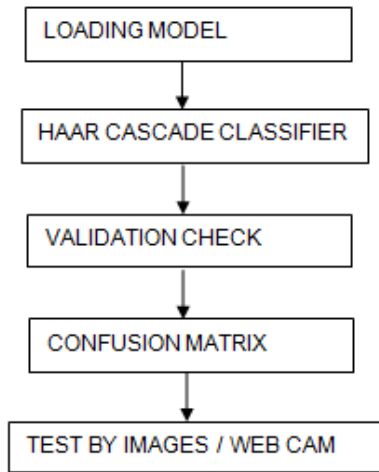 LOADING MODEL
HAAR CASCADE CLASSIFIER
VALIDATION CHECK
CONFUSION MATRIX
TEST BY IMAGES / WEB CAM